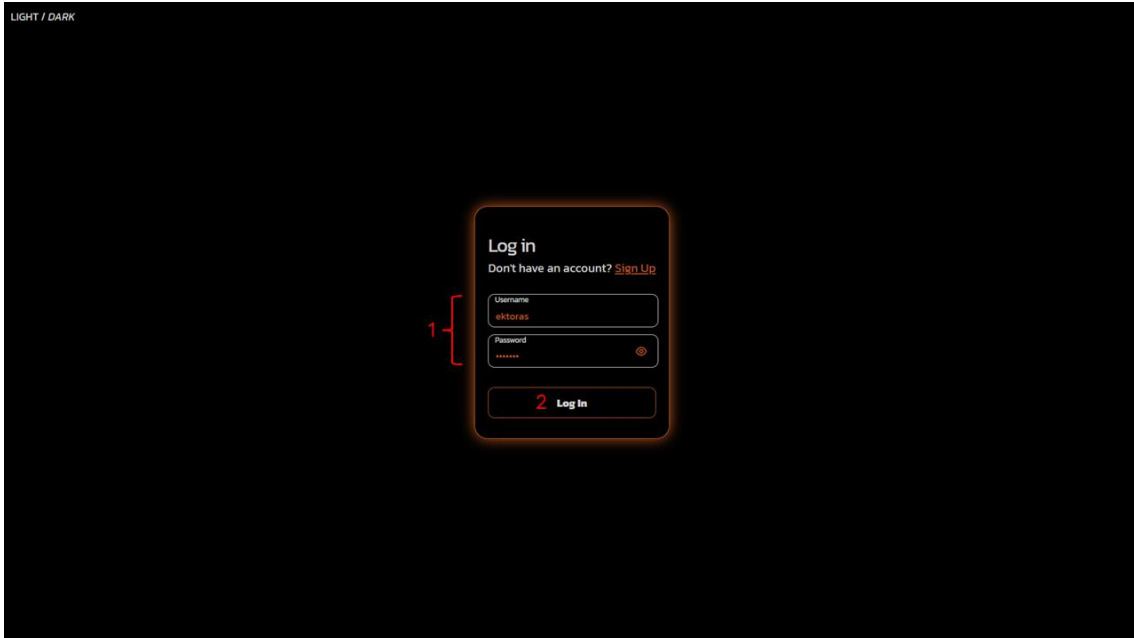 LIGHT / DARK
Log in
Don't have an account? Sign Up
Username
ektoras
1
Password
•••••••
2 Log In